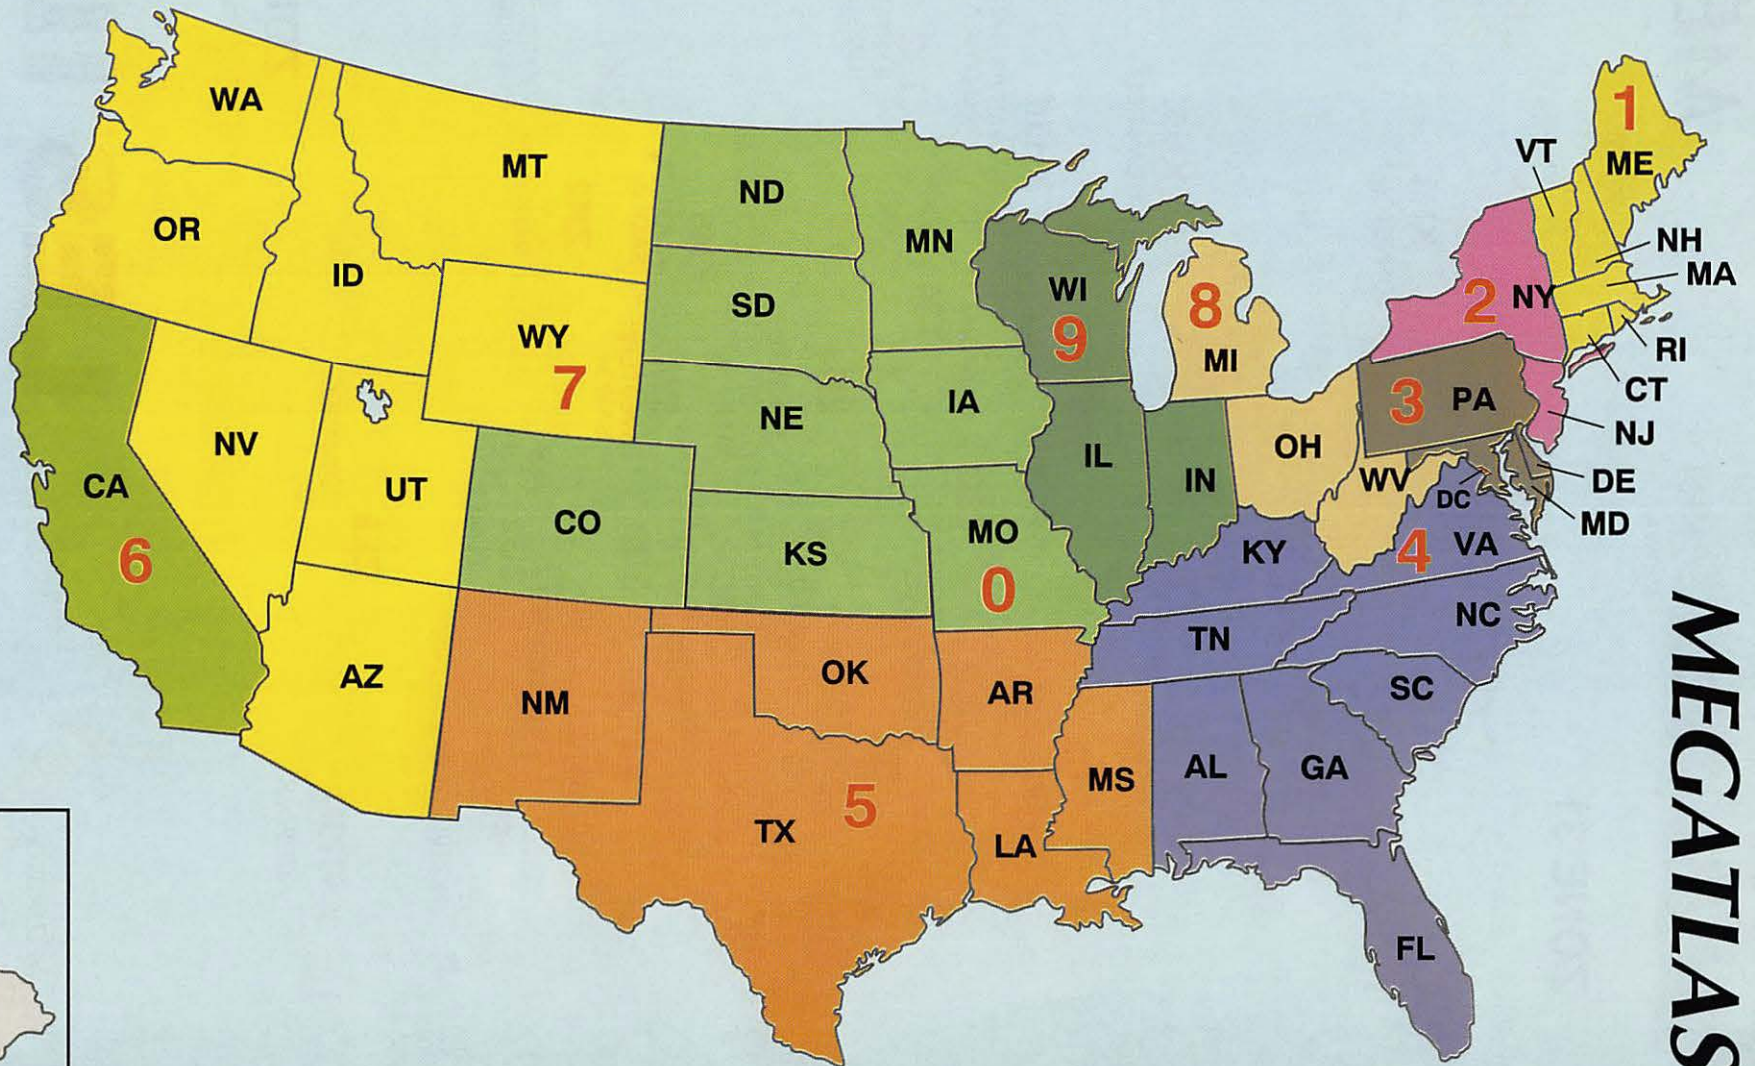 WA
MT
ND
MN
1
VT
ME
OR
ID
SD
WI
9
8
MI
2
NY
NH
MA
RI
CT
NJ
WY
7
NE
IA
3
PA
NV
UT
CO
KS
MO
0
IL
IN
OH
WV
DC
DE
MD
CA
6
KY
4
VA
AZ
NM
OK
AR
TN
NC
SC
TX
5
LA
MS
AL
GA
FL
MEGATLAS